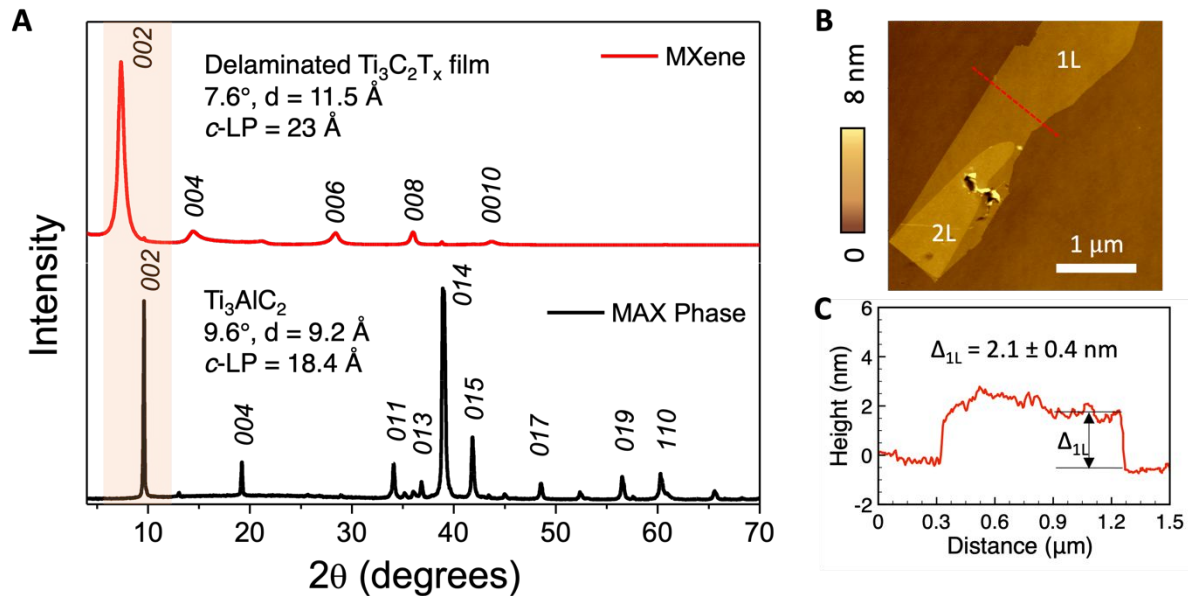 A
Intensity
002
Delaminated Ti₃C₂Tₓ film
7.6°, d = 11.5 Å
c-LP = 23 Å
MXene
004
006
008
0010
002
Ti₃AlC₂
9.6°, d = 9.2 Å
c-LP = 18.4 Å
MAX Phase
004
011
013
014
015
017
019
110
10 20 30 40 50 60 70
2θ (degrees)
B
8 nm
0
1L
2L
1 μm
C
Height (nm)
6
4
2
0
-2
Δ₁L = 2.1 ± 0.4 nm
Δ₁L
0 0.3 0.6 0.9 1.2 1.5
Distance (μm)